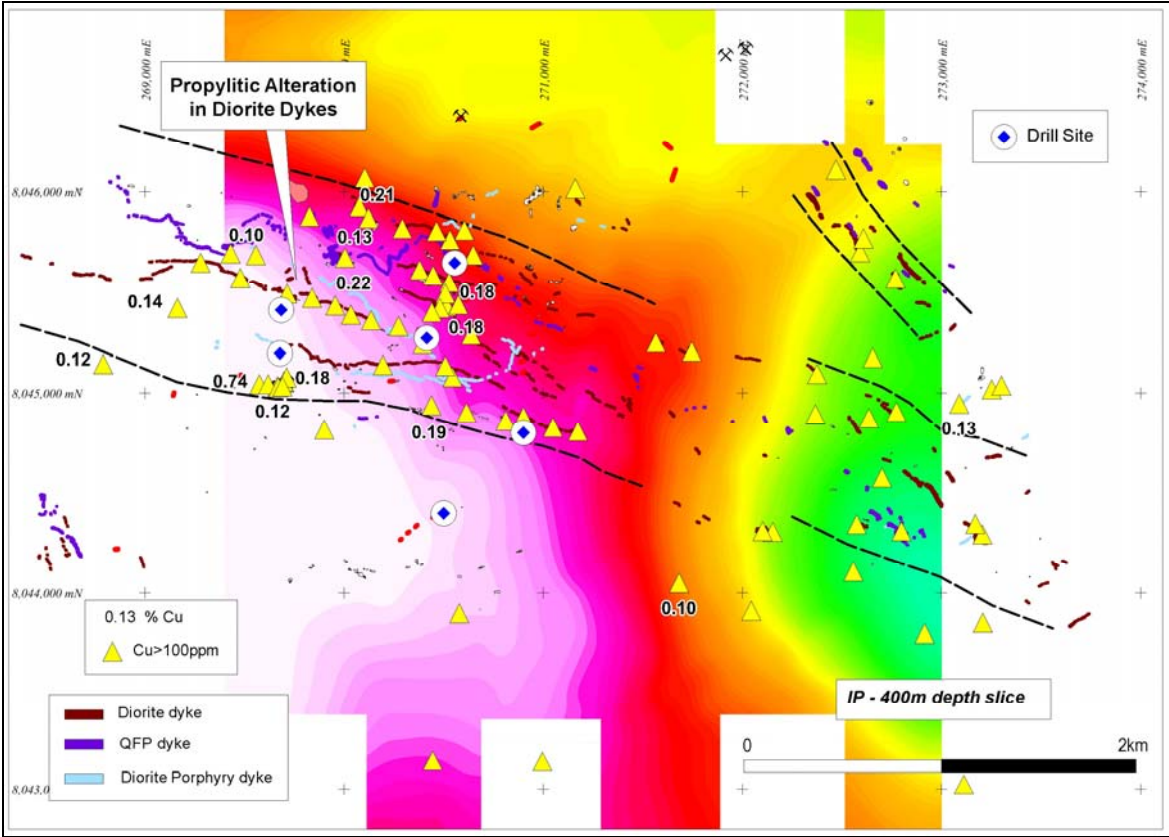 269,000 mE
0 mE
271,000 mE
272,000 mE
273,000 mE
274,000 mE
Propylitic Alteration
in Diorite Dykes
Drill Site
8,046,000 mN
0.21
0.10
0.13
0.22
0.14
0.18
0.18
0.12
8,045,000 mN
0.74
0.18
0.12
0.19
0.13
8,044,000 mN
0.10
0.13 % Cu
Cu>100ppm
IP - 400m depth slice
Diorite dyke
QFP dyke
Diorite Porphyry dyke
0
2km
8,043,0
mN